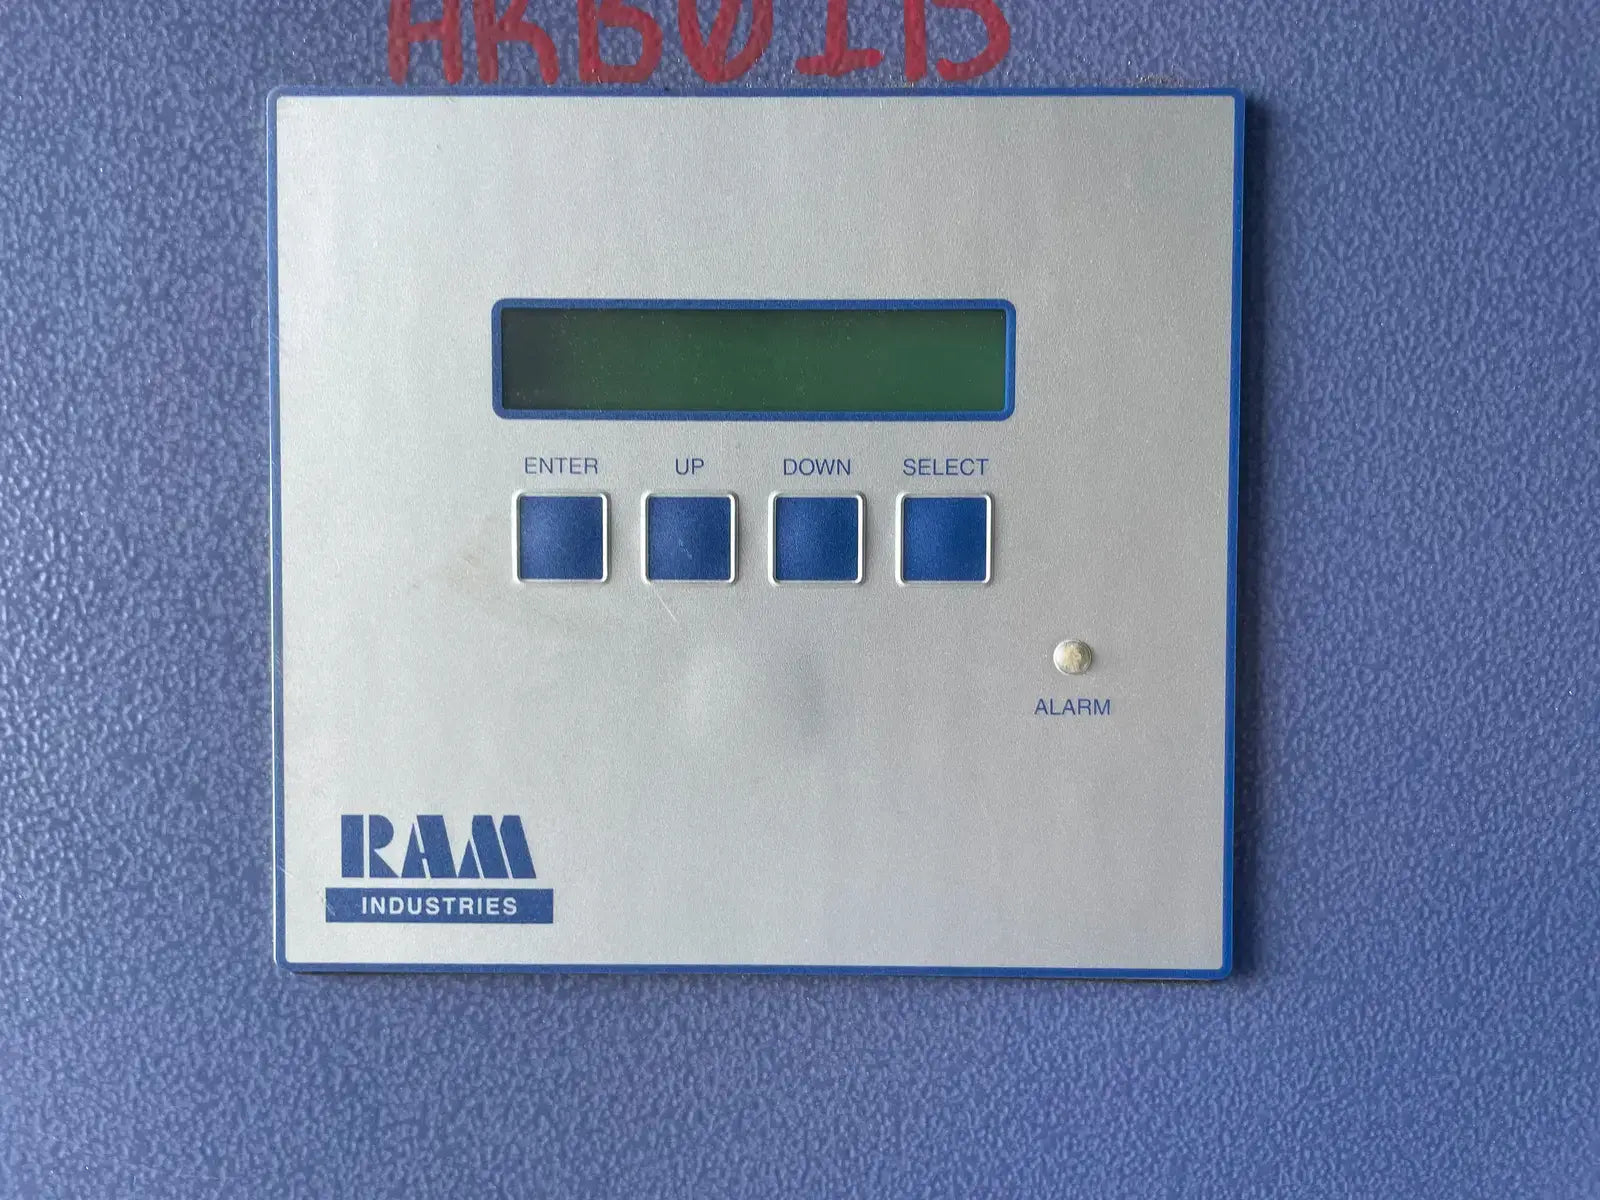 ENTER UP DOWN SELECT
ALARM
RAM
INDUSTRIES